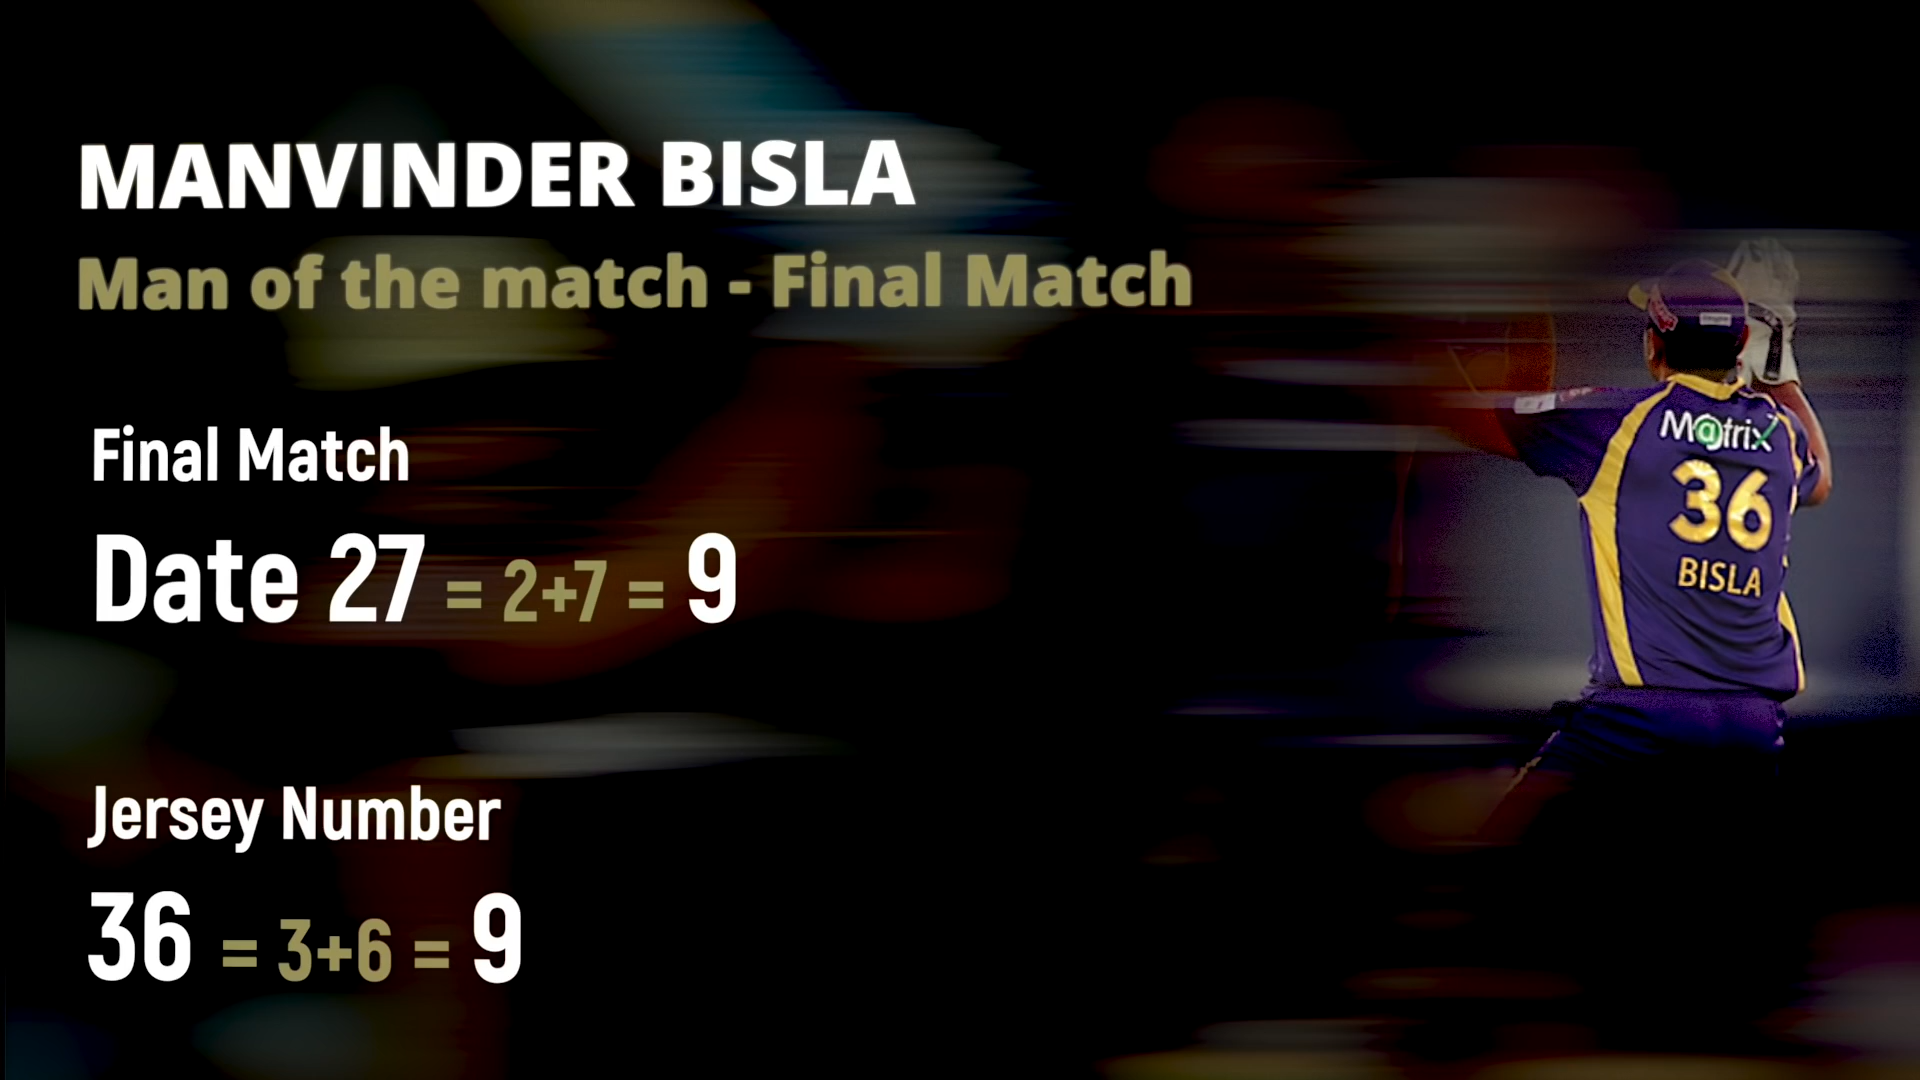 MANVINDER BISLA
Man of the match - Final Match
Final Match
Date 27 = 2+7 = 9
Jersey Number
36 = 3+6 = 9
Matrix
36
BISLA